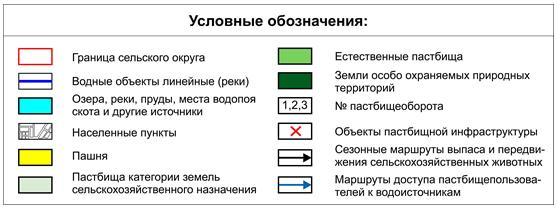 Условные обозначения:
Граница сельского округа
Водные объекты линейные (реки)
Озера, реки, пруды, места водопоя
скота и другие источники
Населенные пункты
Пашня
Пастбища категории земель
сельскохозяйственного назначения
Естественные пастбища
Земли особо охраняемых природных
территорий
1,2,3 № пастбищеоборота
Объекты пастбищной инфраструктуры
Сезонные маршруты выпаса и передви-
жения сельскохозяйственных животных
Маршруты доступа пастбищепользова-
телей к водоисточникам